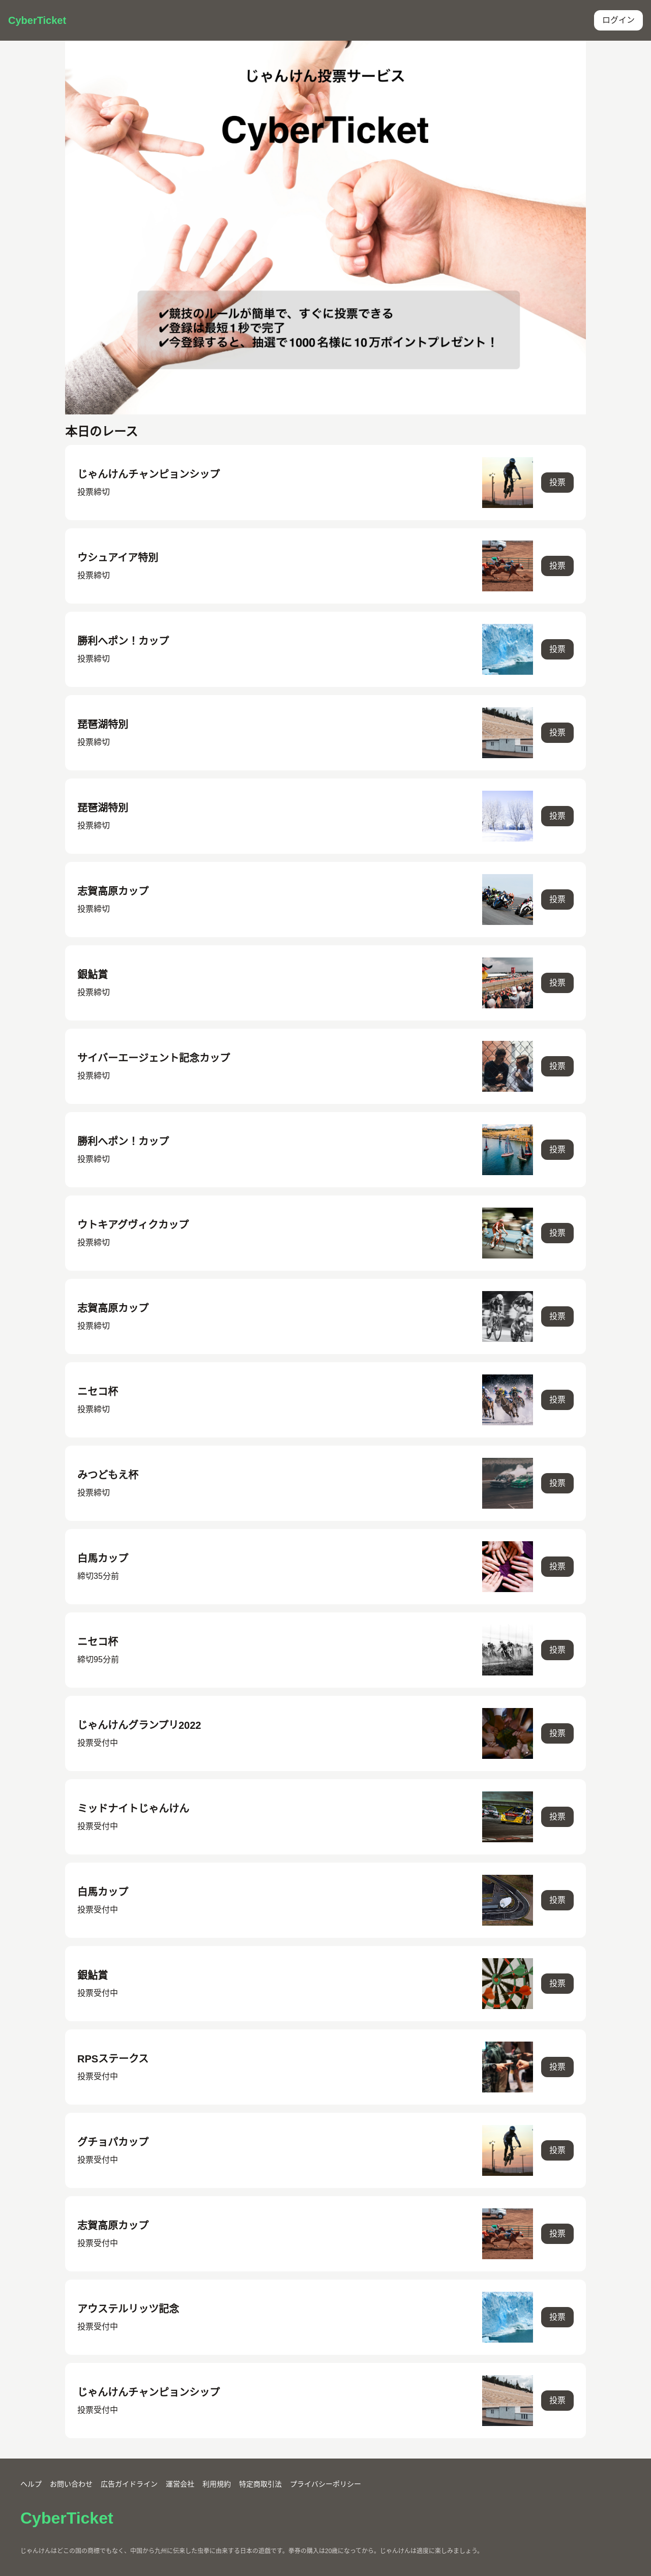 CyberTicket
ログイン
じゃんけん投票サービス
CyberTicket
✔競技のルールが簡単で、すぐに投票できる
✔登録は最短1秒で完了
✔今登録すると、抽選で1000名様に10万ポイントプレゼント！
本日のレース
じゃんけんチャンピョンシップ
投票締切
投票
ウシュアイア特別
投票締切
投票
勝利へポン！カップ
投票締切
投票
琵琶湖特別
投票締切
投票
琵琶湖特別
投票締切
投票
志賀高原カップ
投票締切
投票
銀鮎賞
投票締切
投票
サイバーエージェント記念カップ
投票締切
投票
勝利へポン！カップ
投票締切
投票
ウトキアグヴィクカップ
投票締切
投票
志賀高原カップ
投票締切
投票
ニセコ杯
投票締切
投票
みつどもえ杯
投票締切
投票
白馬カップ
締切35分前
投票
ニセコ杯
締切95分前
投票
じゃんけんグランプリ2022
投票受付中
投票
ミッドナイトじゃんけん
投票受付中
投票
白馬カップ
投票受付中
投票
銀鮎賞
投票受付中
投票
RPSステークス
投票受付中
投票
グチョパカップ
投票受付中
投票
志賀高原カップ
投票受付中
投票
アウステルリッツ記念
投票受付中
投票
じゃんけんチャンピョンシップ
投票受付中
投票
ヘルプ お問い合わせ 広告ガイドライン 運営会社 利用規約 特定商取引法 プライバシーポリシー
CyberTicket
じゃんけんはどこの国の商標でもなく、中国から九州に伝来した虫拳に由来する日本の遊戯です。拳券の購入は20歳になってから。じゃんけんは適度に楽しみましょう。